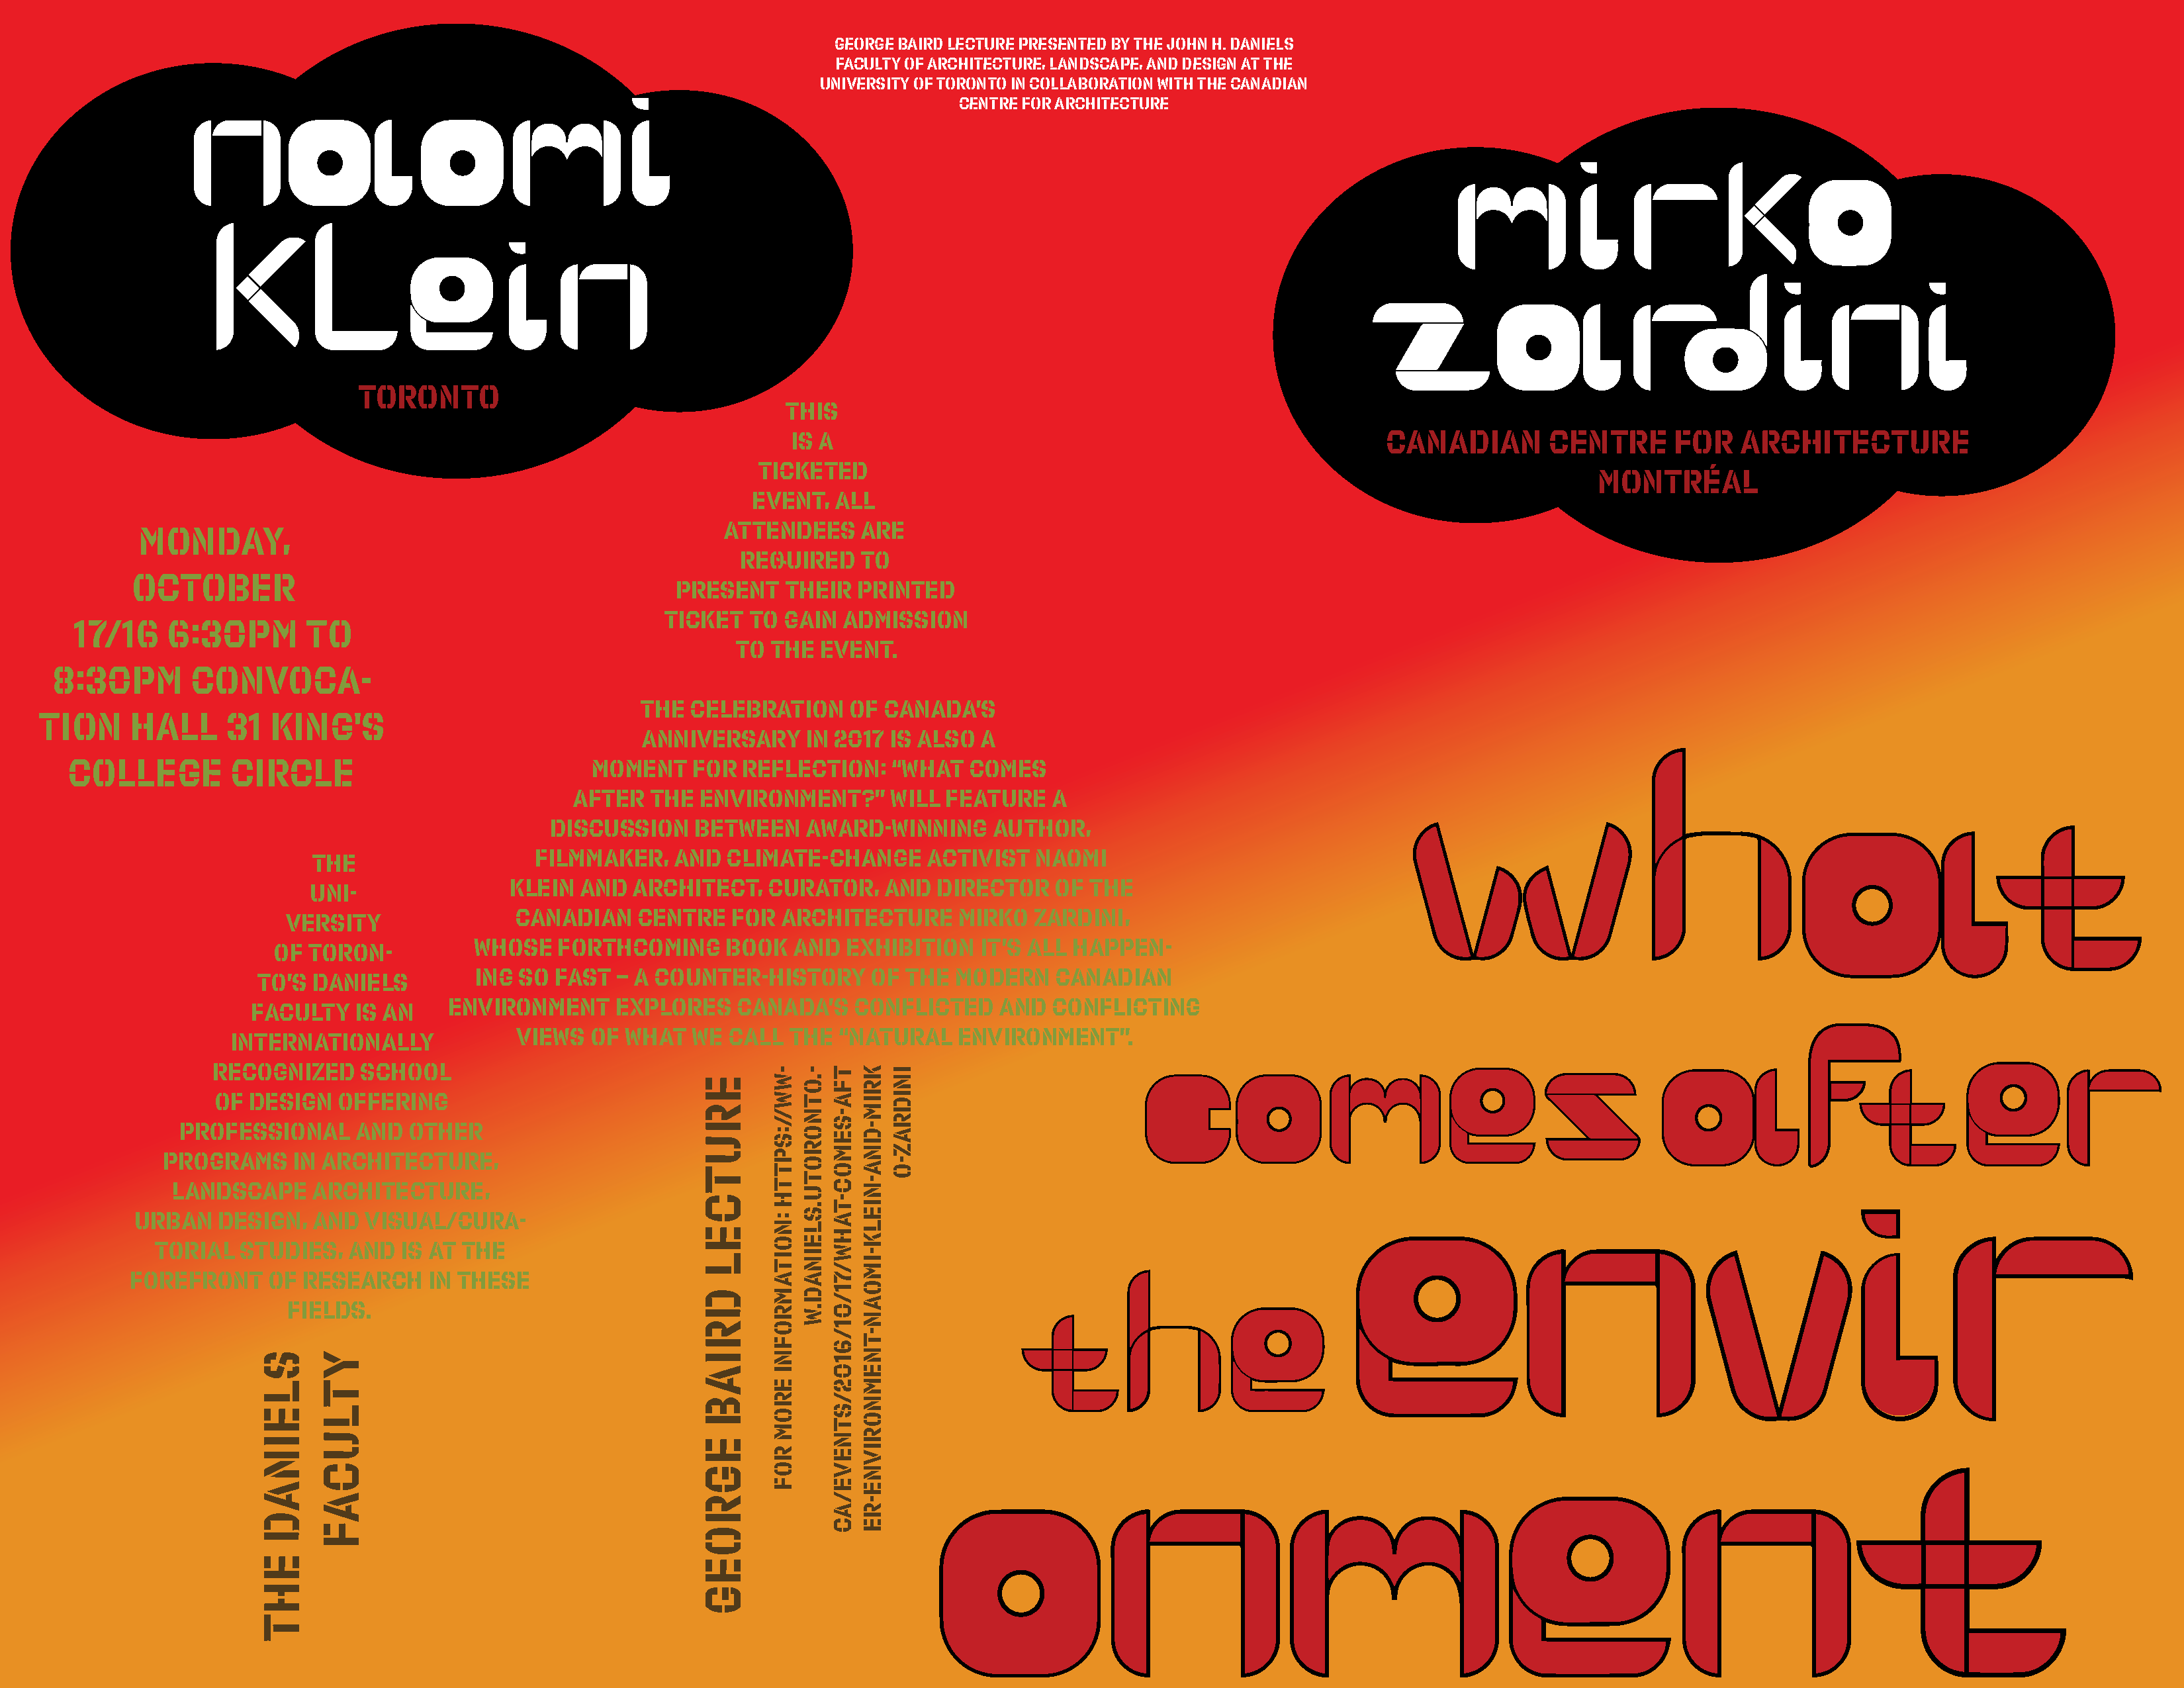 naomi
Klein
TORONTO
GEORGE BAIRD LECTURE PRESENTED BY THE JOHN H. DANIELS
FACULTY OF ARCHITECTURE, LANDSCAPE, AND DESIGN AT THE
UNIVERSITY OF TORONTO IN COLLABORATION WITH THE CANADIAN
CENTRE FOR ARCHITECTURE
mirko
zardini
CANADIAN CENTRE FOR ARCHITECTURE
MONTRÉAL
MONDAY,
OCTOBER
17/16 6:30PM TO
8:30PM CONVOCA-
TION HALL 31 KING'S
COLLEGE CIRCLE
THIS
IS A
TICKETED
EVENT, ALL
ATTENDEES ARE
REQUIRED TO
PRESENT THEIR PRINTED
TICKET TO GAIN ADMISSION
TO THE EVENT.
THE CELEBRATION OF CANADA'S
ANNIVERSARY IN 2017 IS ALSO A
MOMENT FOR REFLECTION: “WHAT COMES
AFTER THE ENVIRONMENT?” WILL FEATURE A
DISCUSSION BETWEEN AWARD-WINNING AUTHOR,
FILMMAKER, AND CLIMATE-CHANGE ACTIVIST NAOMI
KLEIN AND ARCHITECT, CURATOR, AND DIRECTOR OF THE
CANADIAN CENTRE FOR ARCHITECTURE MIRKO ZARDINI,
WHOSE FORTHCOMING BOOK AND EXHIBITION IT'S ALL HAPPEN-
ING SO FAST – A COUNTER-HISTORY OF THE MODERN CANADIAN
ENVIRONMENT EXPLORES CANADA'S CONFLICTED AND CONFLICTING
VIEWS OF WHAT WE CALL THE “NATURAL ENVIRONMENT”.
THE
UNI-
VERSITY
OF TORON-
TO'S DANIELS
FACULTY IS AN
INTERNATIONALLY
RECOGNIZED SCHOOL
OF DESIGN OFFERING
PROFESSIONAL AND OTHER
PROGRAMS IN ARCHITECTURE,
LANDSCAPE ARCHITECTURE,
URBAN DESIGN, AND VISUAL/CURA-
TORIAL STUDIES, AND IS AT THE
FOREFRONT OF RESEARCH IN THESE
FIELDS.
THE DANIELS
FACULTY
GEORGE BAIRD LECTURE
FOR MORE INFORMATION: HTTPS://WW-
W.DANIELS.UTORONTO.-
CA/EVENTS/2016/10/17/WHAT-COMES-AFT
ER-ENVIRONMENT-NAOMI-KLEIN-AND-MIRK
O-ZARDINI
what
comes after
the envir
onment